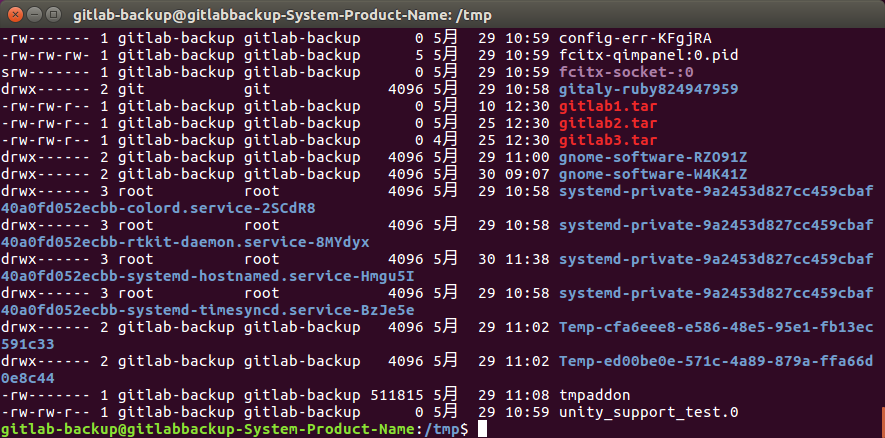 gitlab-backup@gitlabbackup-System-Product-Name: /tmp
-rw------- 1 gitlab-backup gitlab-backup      0 5月  29 10:59 config-err-KFgjRA
-rw-rw-rw- 1 gitlab-backup gitlab-backup      5 5月  29 10:59 fcitx-qimpanel:0.pid
srw------- 1 gitlab-backup gitlab-backup      0 5月  29 10:59 fcitx-socket-:0
drwx------ 2 git           git             4096 5月  29 10:58 gitaly-ruby824947959
-rw-rw-r-- 1 gitlab-backup gitlab-backup      0 5月  10 12:30 gitlab1.tar
-rw-rw-r-- 1 gitlab-backup gitlab-backup      0 5月  25 12:30 gitlab2.tar
-rw-rw-r-- 1 gitlab-backup gitlab-backup      0 4月  25 12:30 gitlab3.tar
drwx------ 2 gitlab-backup gitlab-backup   4096 5月  29 11:00 gnome-software-RZO91Z
drwx------ 2 gitlab-backup gitlab-backup   4096 5月  30 09:07 gnome-software-W4K41Z
drwx------ 3 root          root            4096 5月  29 10:58 systemd-private-9a2453d827cc459cbaf
40a0fd052ecbb-colord.service-2SCdR8
drwx------ 3 root          root            4096 5月  29 10:58 systemd-private-9a2453d827cc459cbaf
40a0fd052ecbb-rtkit-daemon.service-8MYdyx
drwx------ 3 root          root            4096 5月  30 11:38 systemd-private-9a2453d827cc459cbaf
40a0fd052ecbb-systemd-hostnamed.service-Hmgu5I
drwx------ 3 root          root            4096 5月  29 10:58 systemd-private-9a2453d827cc459cbaf
40a0fd052ecbb-systemd-timesyncd.service-BzJe5e
drwx------ 2 gitlab-backup gitlab-backup   4096 5月  29 11:02 Temp-cfa6eee8-e586-48e5-95e1-fb13ec
591c33
drwx------ 2 gitlab-backup gitlab-backup   4096 5月  29 11:02 Temp-ed00be0e-571c-4a89-879a-ffa66d
0e8c44
-rw------- 1 gitlab-backup gitlab-backup 511815 5月  29 11:08 tmpaddon
-rw-rw-r-- 1 gitlab-backup gitlab-backup      0 5月  29 10:59 unity_support_test.0
gitlab-backup@gitlabbackup-System-Product-Name:/tmp$